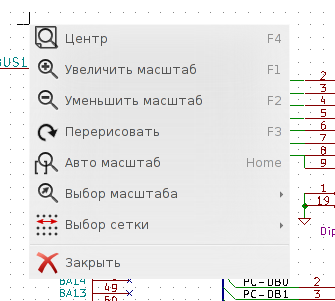 BUS1
Центр F4
Увеличить масштаб F1
Уменьшить масштаб F2
Перерисовать F3
Авто масштаб Home
Выбор масштаба
Выбор сетки
Закрыть
2
3
4
5
6
7
8
9
1
19
Dip
BA14 49 PC-DB0 2
BA13 50 PC-DB1 3